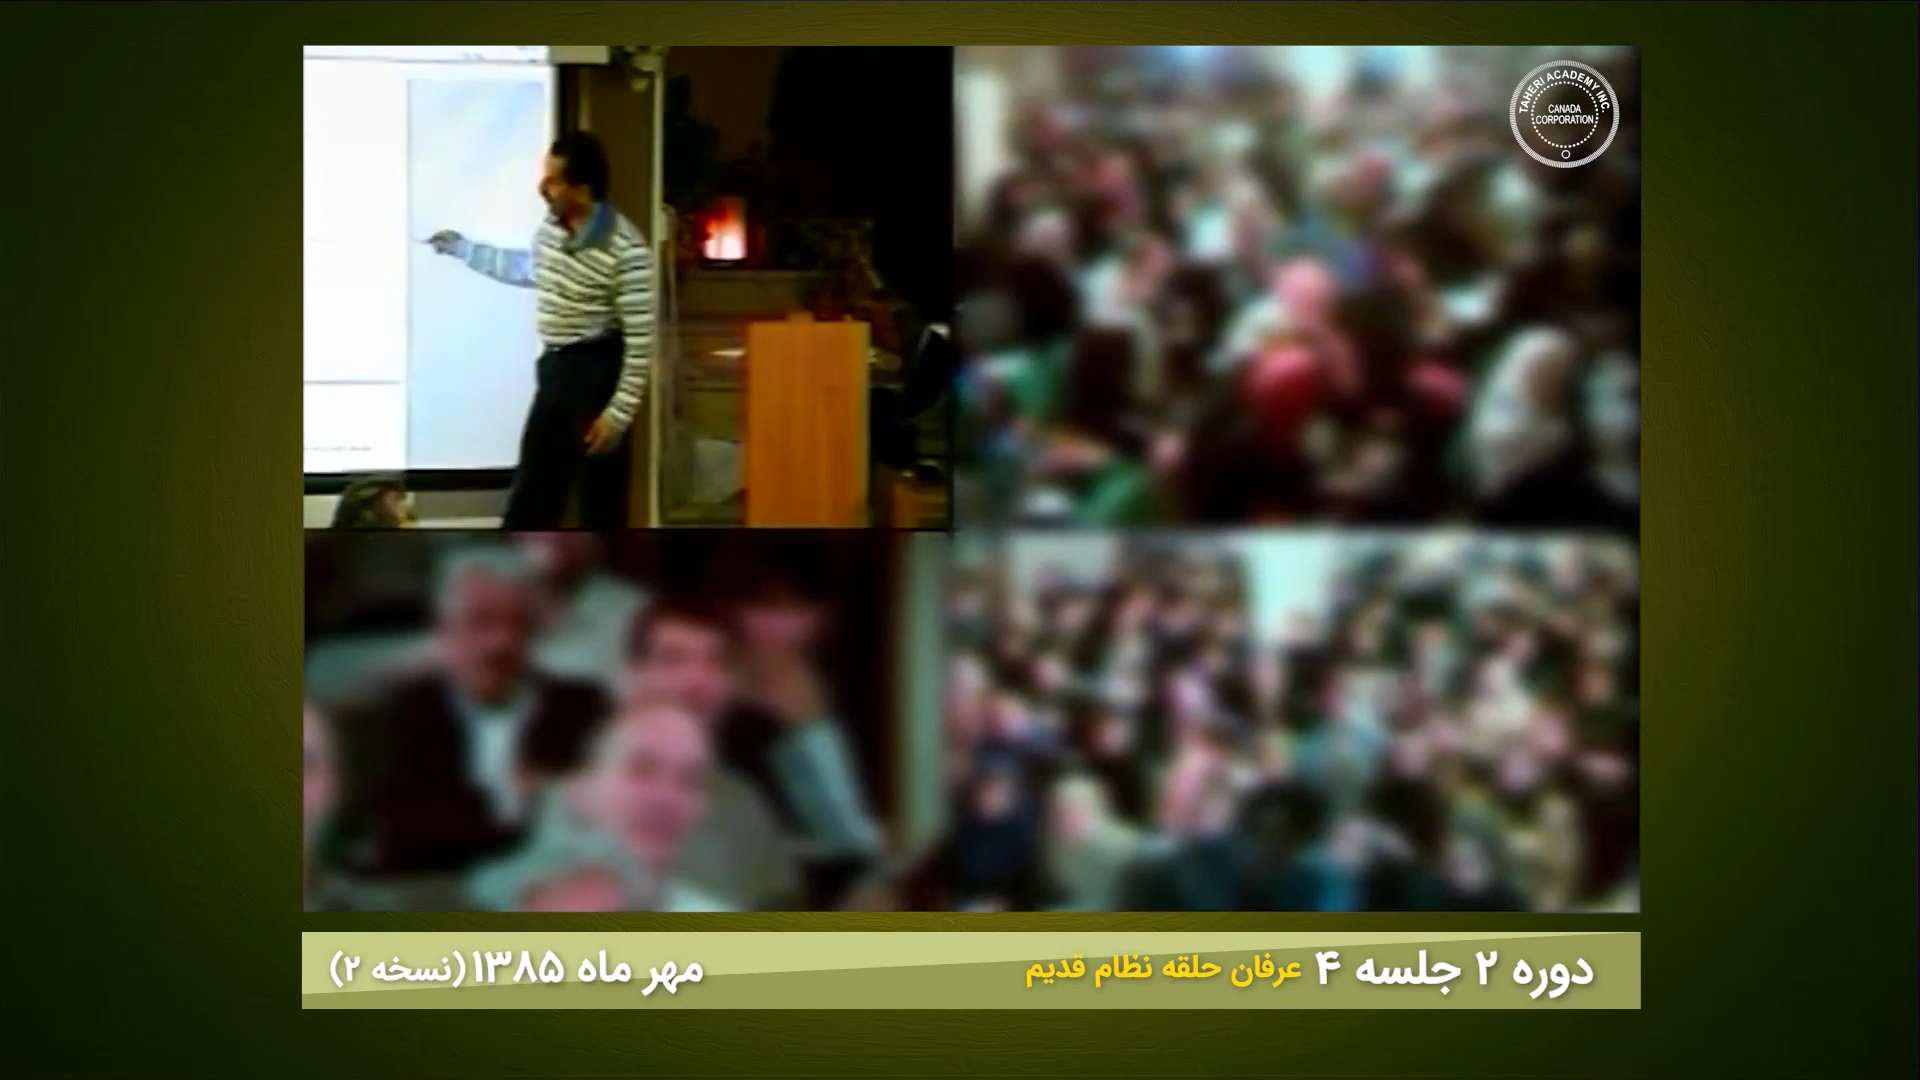 TAHERI ACADEMY INC.
CANADA
CORPORATION
دوره ۲ جلسه ۴ عرفان حلقه نظام قدیم
مهر ماه ۱۳۸۵ (نسخه ۲)